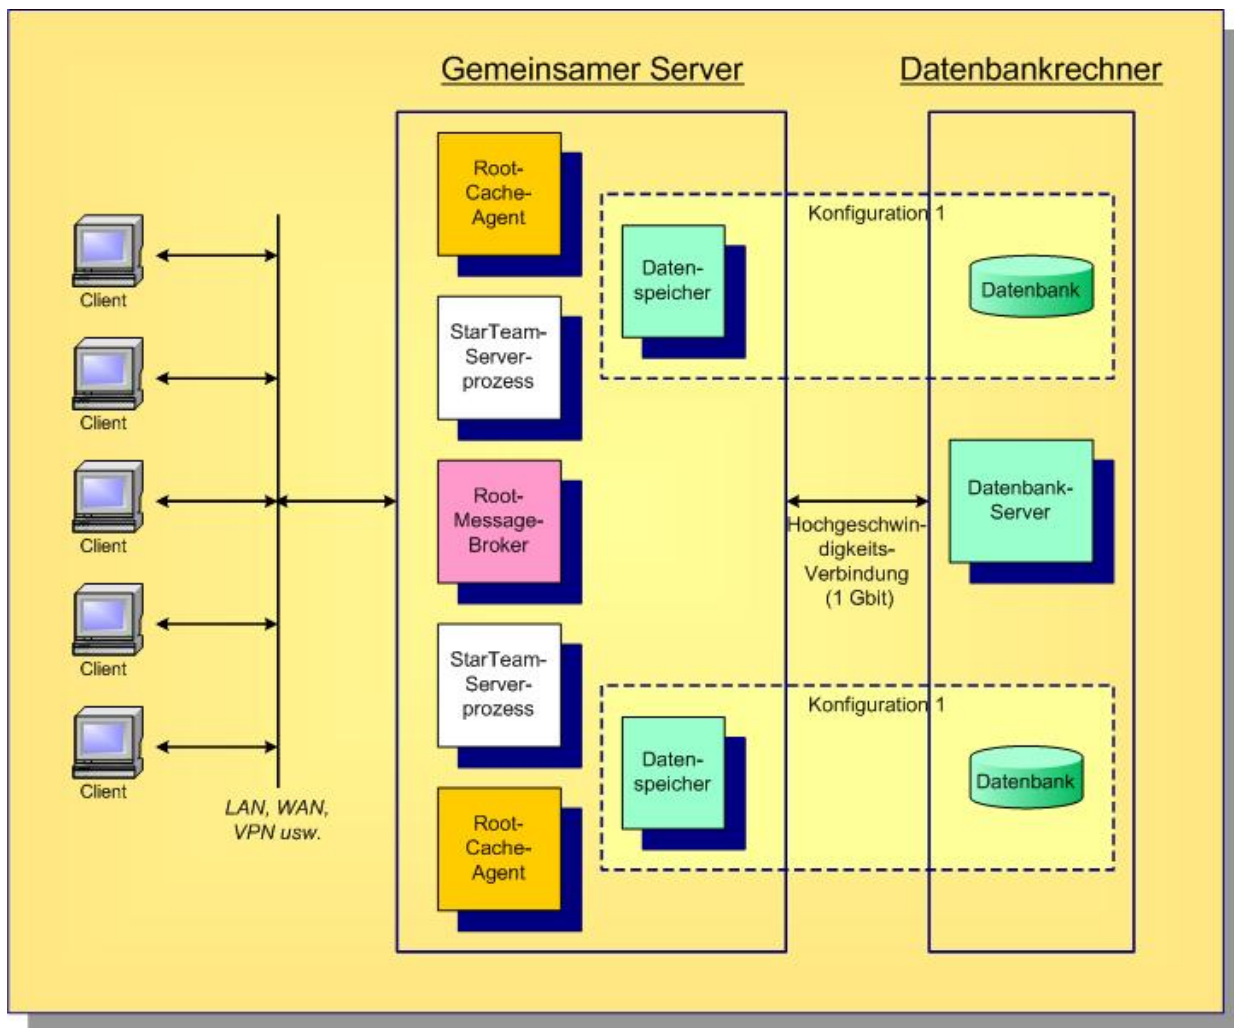 Gemeinsamer Server
Datenbankrechner
Root-
Cache-
Agent
Konfiguration 1
Daten-
speicher
Datenbank
Client
StarTeam-
Server-
prozess
Client
Root-
Message-
Broker
Datenbank-
Server
Hochgeschwin-
digkeits-
Verbindung
(1 Gbit)
Client
StarTeam-
Server-
prozess
Client
Konfiguration 1
Daten-
speicher
Datenbank
Client
LAN, WAN,
VPN usw.
Root-
Cache-
Agent